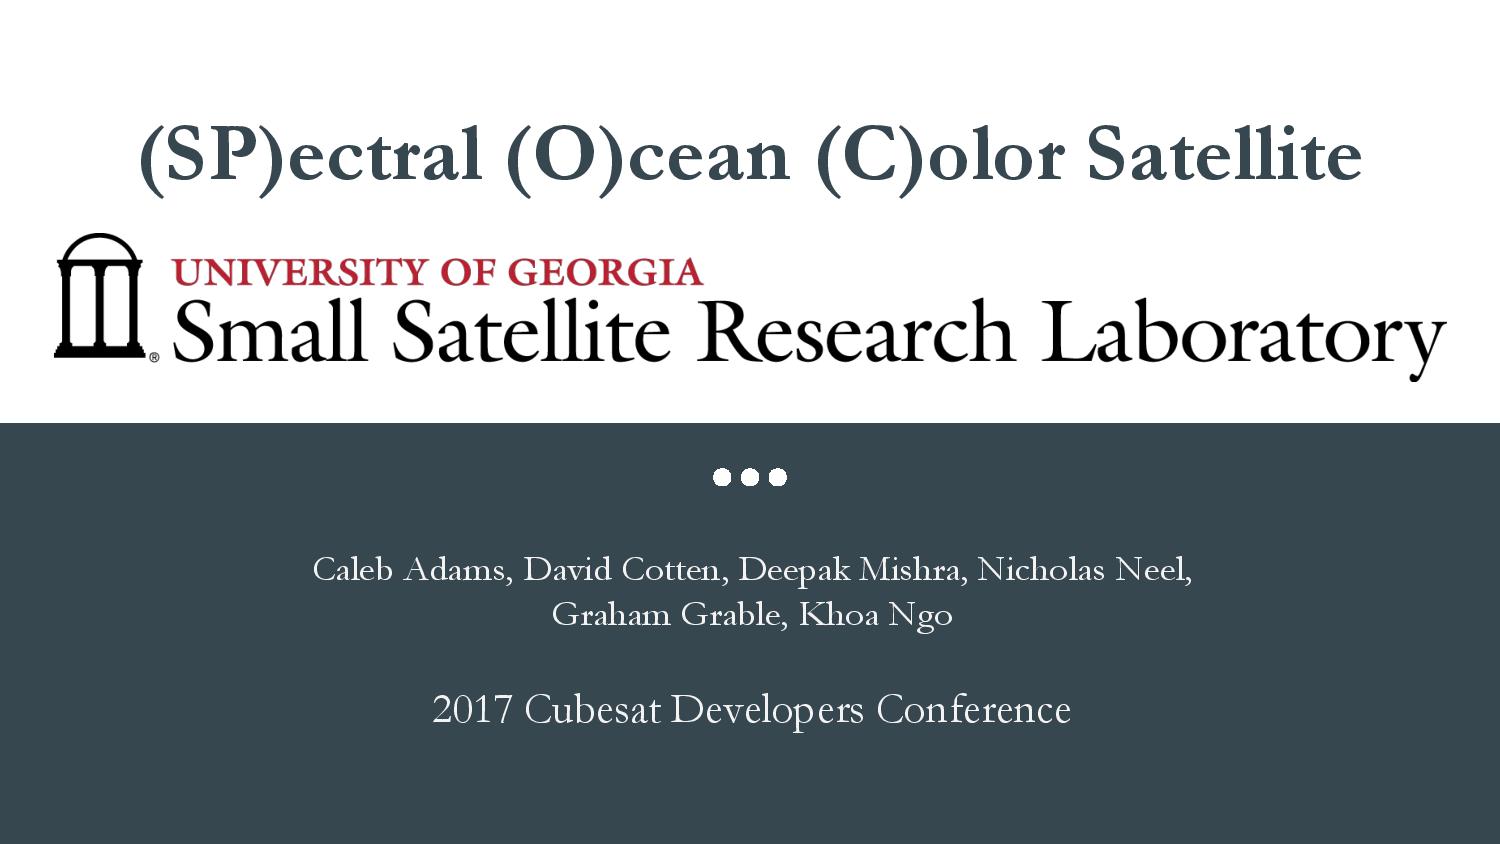 (SP)ectral (O)cean (C)olor Satellite
UNIVERSITY OF GEORGIA
Small Satellite Research Laboratory
®
Caleb Adams, David Cotten, Deepak Mishra, Nicholas Neel,
Graham Grable, Khoa Ngo
2017 Cubesat Developers Conference